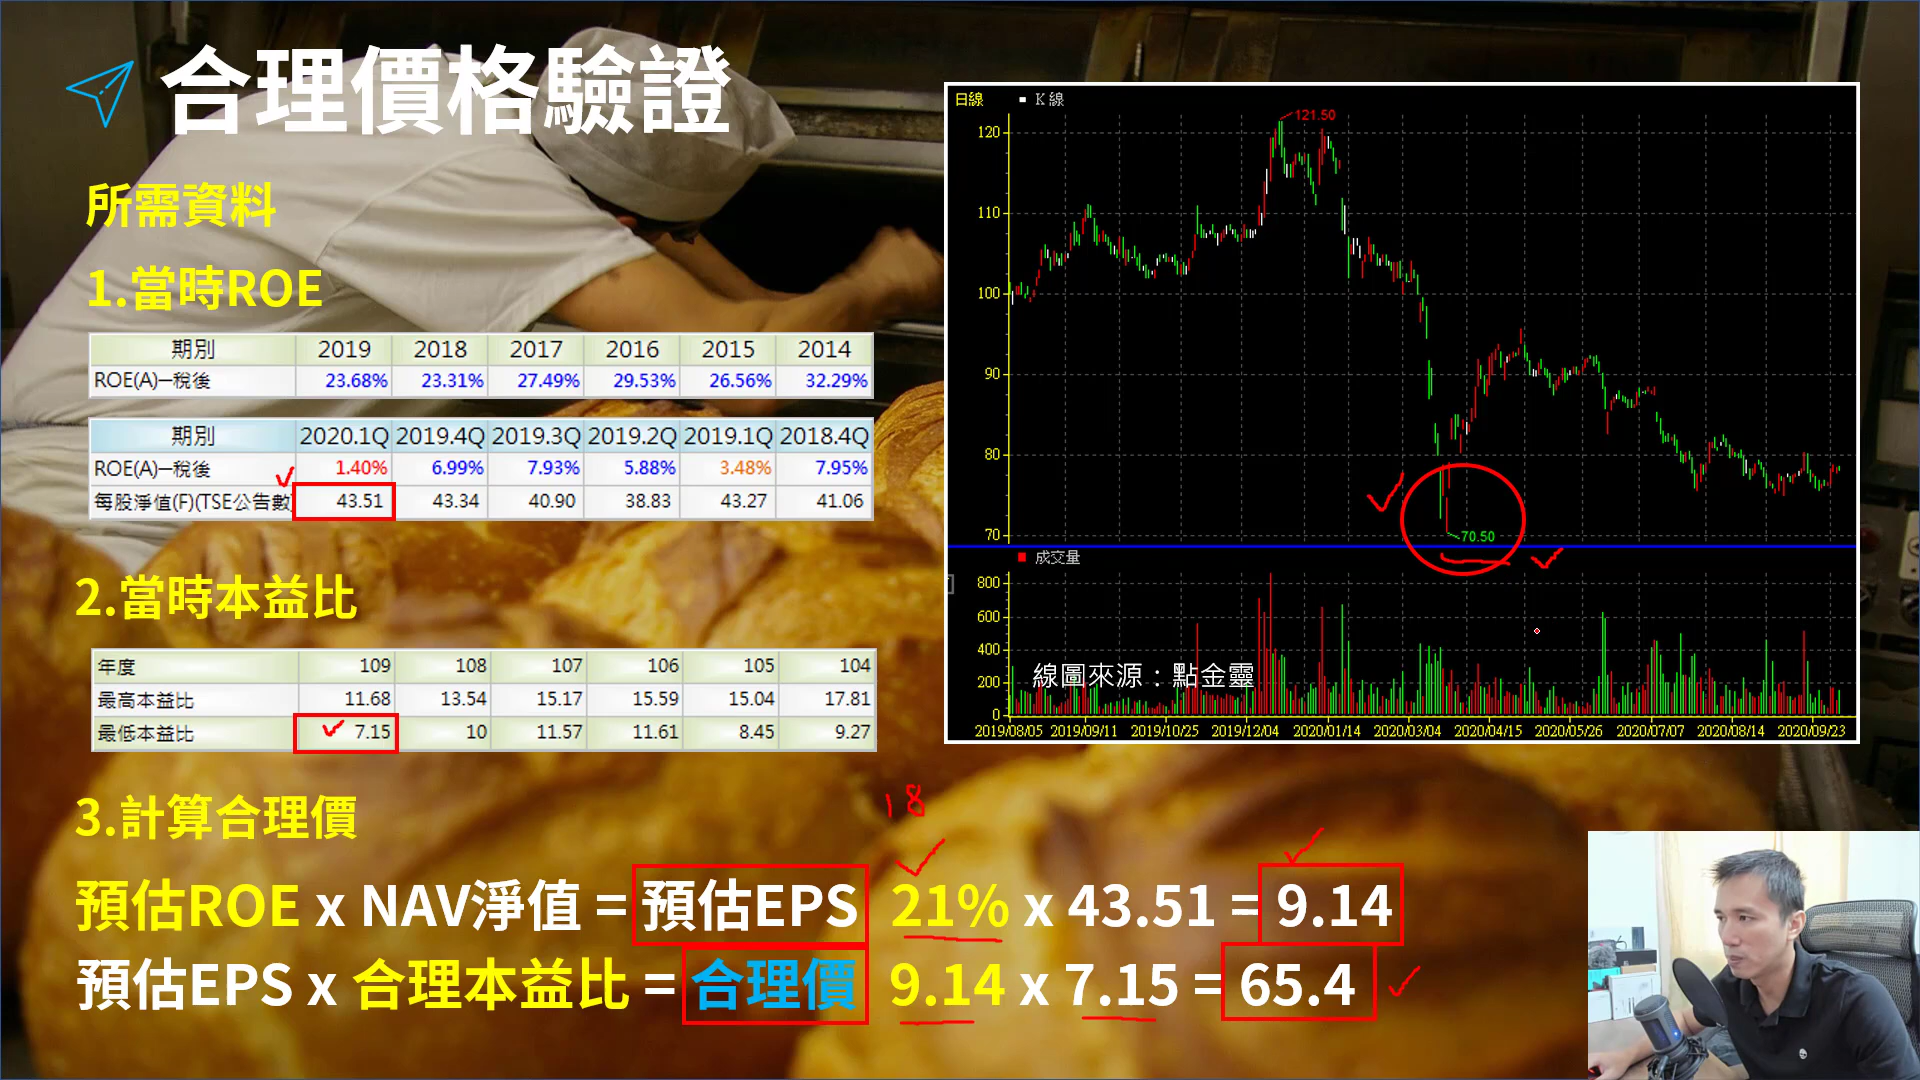 合理價格驗證
所需資料
1.當時ROE
期別 2019 2018 2017 2016 2015 2014
ROE(A)─稅後 23.68% 23.31% 27.49% 29.53% 26.56% 32.29%
期別 2020.1Q 2019.4Q 2019.3Q 2019.2Q 2019.1Q 2018.4Q
ROE(A)─稅後 1.40% 6.99% 7.93% 5.88% 3.48% 7.95%
每股淨值(F)(TSE公告數) 43.51 43.34 40.90 38.83 43.27 41.06
2.當時本益比
年度 109 108 107 106 105 104
最高本益比 11.68 13.54 15.17 15.59 15.04 17.81
最低本益比 7.15 10 11.57 11.61 8.45 9.27
3.計算合理價
18
預估ROE x NAV淨值 = 預估EPS 21% x 43.51 = 9.14
預估EPS x 合理本益比 = 合理價 9.14 x 7.15 = 65.4
日線 K線
121.50
120
110
100
90
80
70
70.50
成交量
800
600
400
200
0
線圖來源：點金靈
2019/08/05 2019/09/11 2019/10/25 2019/12/04 2020/01/14 2020/03/04 2020/04/15 2020/05/26 2020/07/07 2020/08/14 2020/09/23